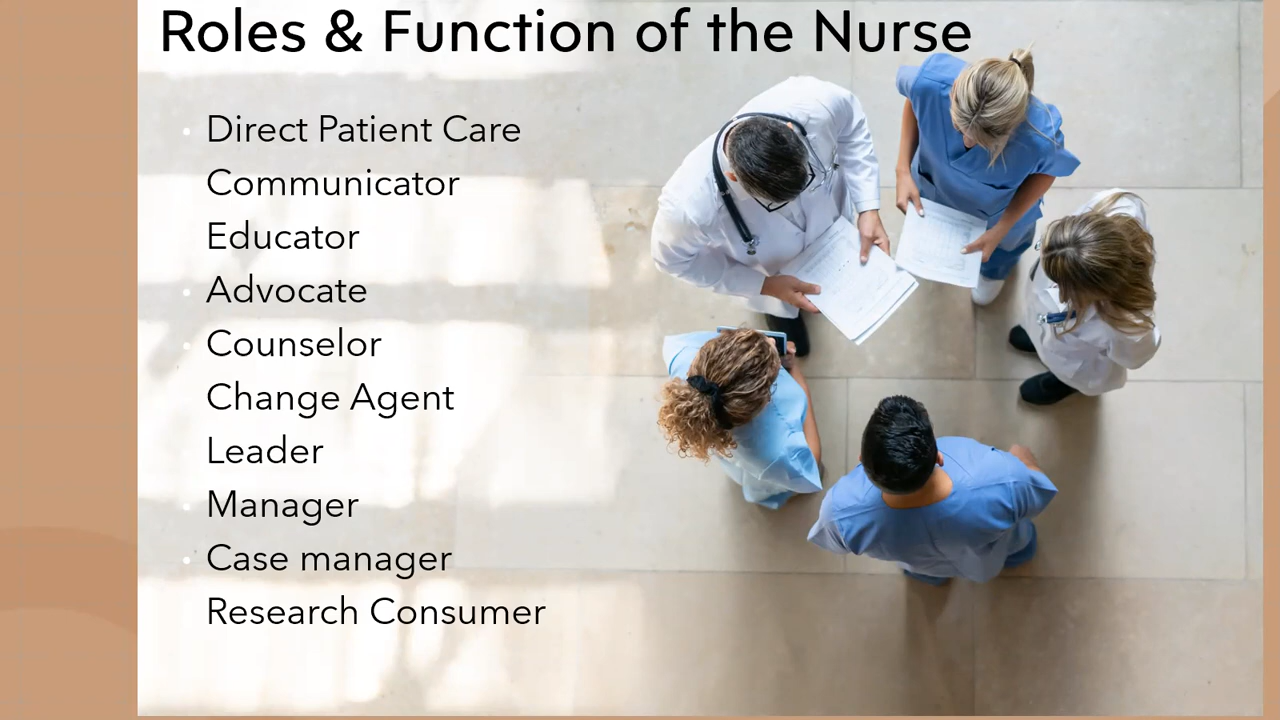 Roles & Function of the Nurse
Direct Patient Care
Communicator
Educator
Advocate
Counselor
Change Agent
Leader
Manager
Case manager
Research Consumer